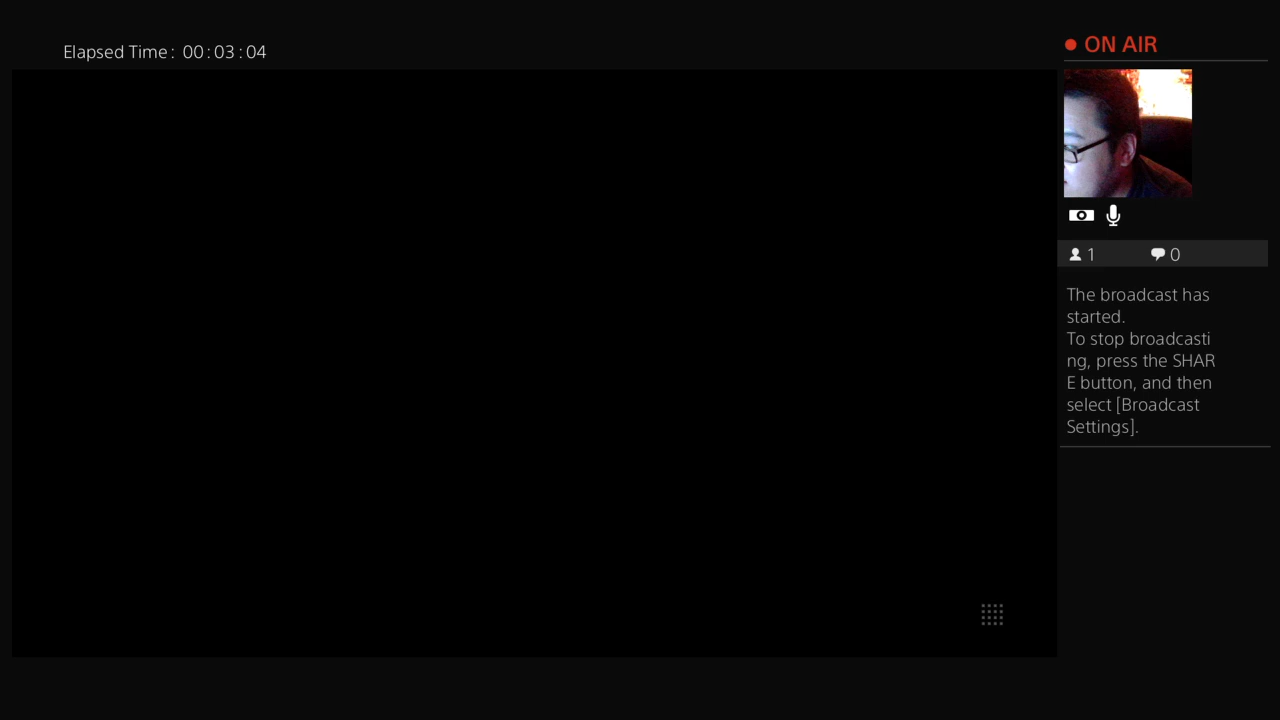 Elapsed Time: 00:03:04
ON AIR
1 0
The broadcast has
started.
To stop broadcasti
ng, press the SHAR
E button, and then
select [Broadcast
Settings].